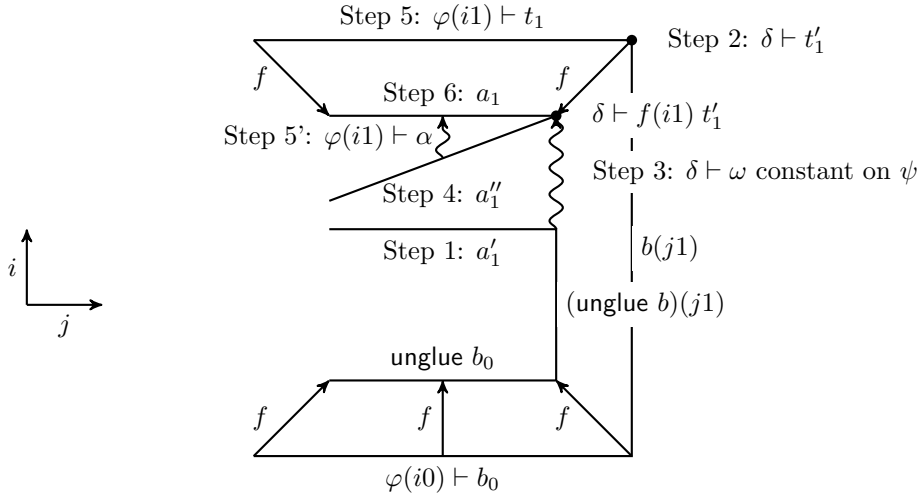 Step 5: φ(i1) ⊢ t₁
Step 2: δ ⊢ t′₁
f
f
Step 6: a₁
δ ⊢ f(i1) t′₁
Step 5': φ(i1) ⊢ α
Step 3: δ ⊢ ω constant on ψ
Step 4: a″₁
Step 1: a′₁
b(j1)
i
(unglue b)(j1)
j
unglue b₀
f
f
f
φ(i0) ⊢ b₀